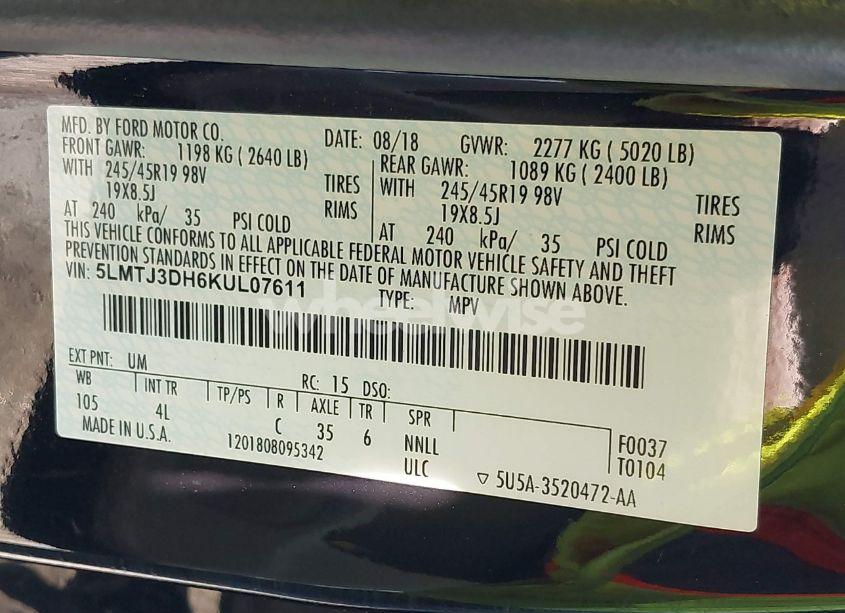 MFD. BY FORD MOTOR CO. DATE: 08/18 GVWR: 2277 KG ( 5020 LB)
FRONT GAWR: 1198 KG ( 2640 LB) REAR GAWR: 1089 KG ( 2400 LB)
WITH 245/45R19 98V TIRES WITH 245/45R19 98V TIRES
19X8.5J RIMS 19X8.5J RIMS
AT 240 kPa/ 35 PSI COLD AT 240 kPa/ 35 PSI COLD
THIS VEHICLE CONFORMS TO ALL APPLICABLE FEDERAL MOTOR VEHICLE SAFETY AND THEFT
PREVENTION STANDARDS IN EFFECT ON THE DATE OF MANUFACTURE SHOWN ABOVE.
VIN: 5LMTJ3DH6KUL07611 TYPE: MPV
wheelwise
EXT PNT: UM RC: 15 DSO:
WB INT TR TP/PS R AXLE TR SPR
105 4L C 35 6 NNLL F0037
MADE IN U.S.A. 1201808095342 ULC T0104
5U5A-3520472-AA